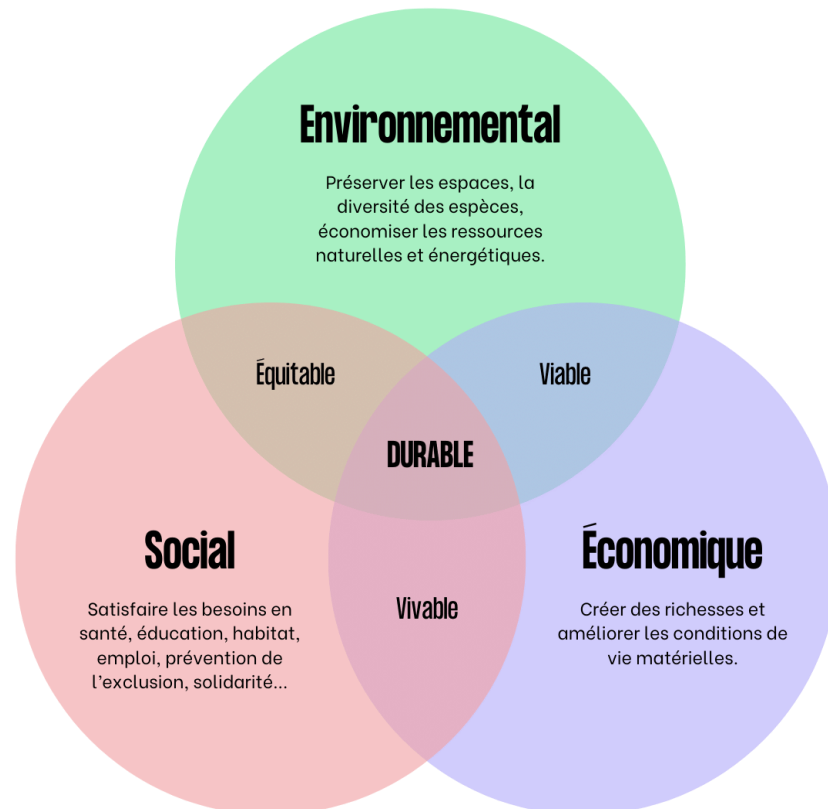 Environnemental
Préserver les espaces, la
diversité des espèces,
économiser les ressources
naturelles et énergétiques.
Équitable
Viable
DURABLE
Social
Satisfaire les besoins en
santé, éducation, habitat,
emploi, prévention de
l'exclusion, solidarité...
Vivable
Économique
Créer des richesses et
améliorer les conditions de
vie matérielles.